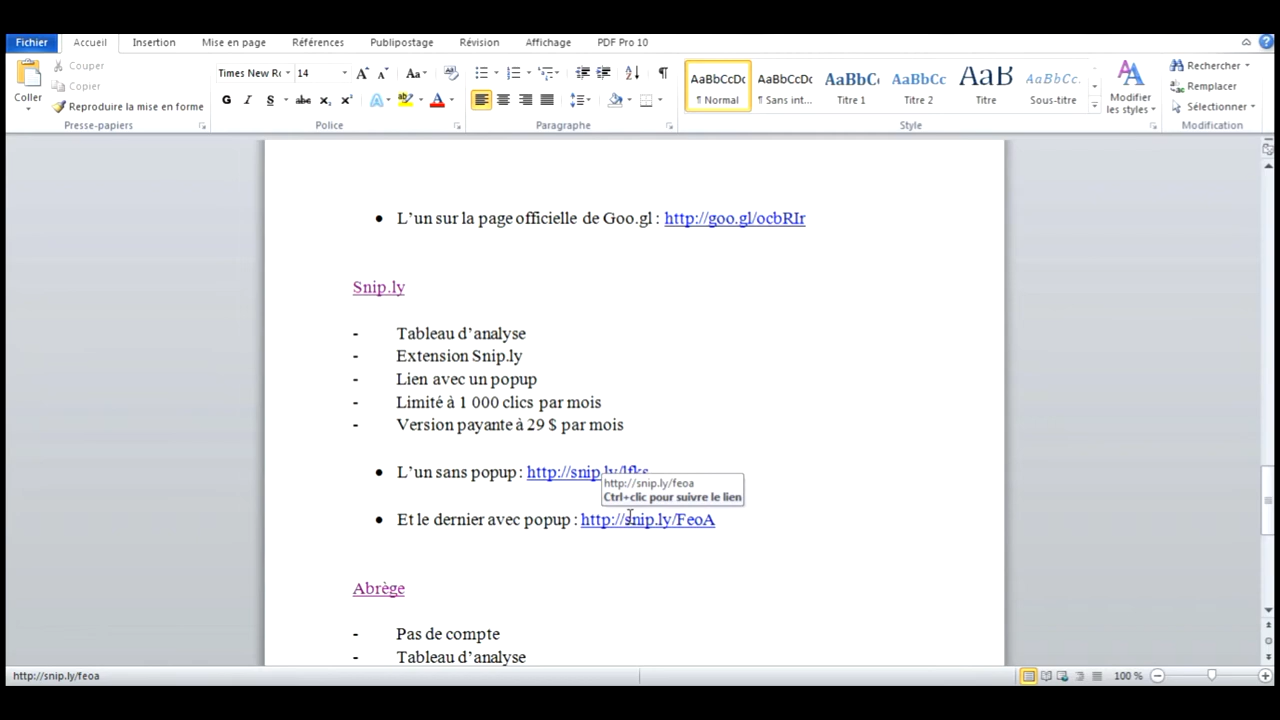 Fichier Accueil Insertion Mise en page Références Publipostage Révision Affichage PDF Pro 10
Coller
Couper
Copier
Reproduire la mise en forme
Presse-papiers
Times New Ro 14
G I S abc x₂ x²
Police
Paragraphe
AaBbCcDc AaBbCcDc AaBbCc AaBbCc AaB AaBbCc.
¶ Normal ¶ Sans int... Titre 1 Titre 2 Titre Sous-titre
Modifier
les styles
Style
Rechercher
Remplacer
Sélectionner
Modification
• L'un sur la page officielle de Goo.gl : http://goo.gl/ocbRIr
Snip.ly
- Tableau d'analyse
- Extension Snip.ly
- Lien avec un popup
- Limité à 1 000 clics par mois
- Version payante à 29 $ par mois
• L'un sans popup : http://snip.ly/lfks
http://snip.ly/feoa
Ctrl+clic pour suivre le lien
• Et le dernier avec popup : http://snip.ly/FeoA
Abrège
- Pas de compte
- Tableau d'analyse
http://snip.ly/feoa
100 %